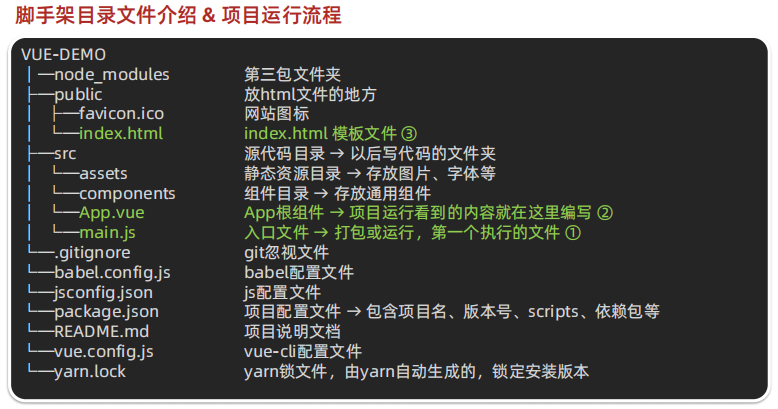 脚手架目录文件介绍 & 项目运行流程
VUE-DEMO
│─node_modules 第三包文件夹
├─public 放html文件的地方
│ ├─favicon.ico 网站图标
│ └─index.html index.html 模板文件 ③
├─src 源代码目录 → 以后写代码的文件夹
│ └─assets 静态资源目录 → 存放图片、字体等
│ └─components 组件目录 → 存放通用组件
│ └─App.vue App根组件 → 项目运行看到的内容就在这里编写 ②
│ └─main.js 入口文件 → 打包或运行，第一个执行的文件 ①
└─.gitignore git忽视文件
└─babel.config.js babel配置文件
└─jsconfig.json js配置文件
└─package.json 项目配置文件 → 包含项目名、版本号、scripts、依赖包等
└─README.md 项目说明文档
└─vue.config.js vue-cli配置文件
└─yarn.lock yarn锁文件，由yarn自动生成的，锁定安装版本